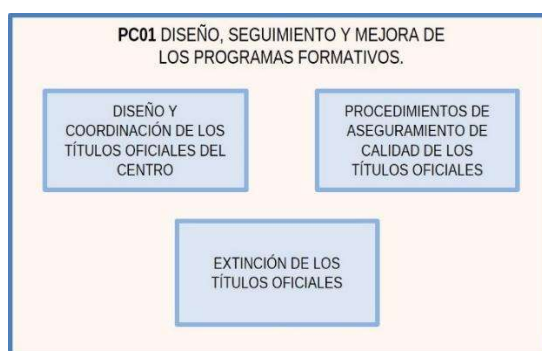 PC01 DISEÑO, SEGUIMIENTO Y MEJORA DE
LOS PROGRAMAS FORMATIVOS.
DISEÑO Y
COORDINACIÓN DE LOS
TÍTULOS OFICIALES DEL
CENTRO
PROCEDIMIENTOS DE
ASEGURAMIENTO DE
CALIDAD DE LOS
TÍTULOS OFICIALES
EXTINCIÓN DE LOS
TÍTULOS OFICIALES